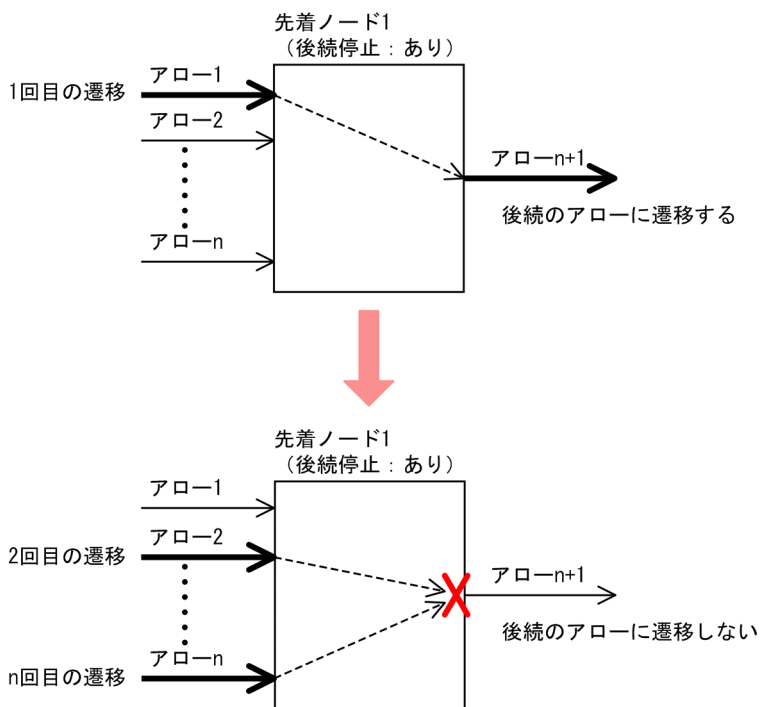 先着ノード1
（後続停止：あり）
アロー1
1回目の遷移
アロー2
アローn
アローn+1
後続のアローに遷移する
先着ノード1
（後続停止：あり）
アロー1
アロー2
2回目の遷移
アローn
n回目の遷移
アローn+1
後続のアローに遷移しない